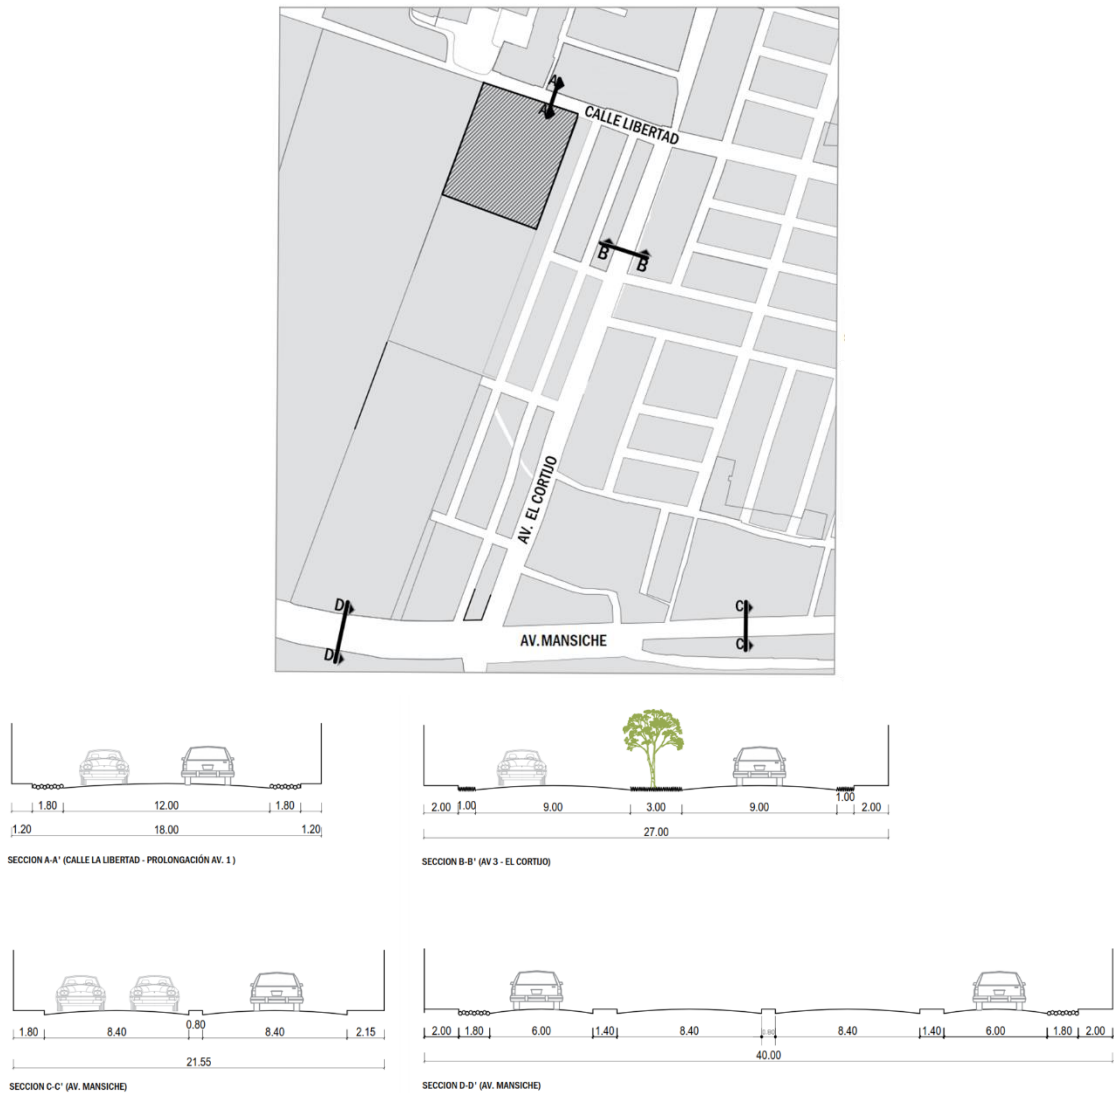 A
A
CALLE LIBERTAD
B
B
AV. EL CORTIJO
D
C
AV. MANSICHE
D
C
1.80 12.00 1.80
1.20 18.00 1.20
SECCION A-A' (CALLE LA LIBERTAD - PROLONGACIÓN AV. 1 )
2.00 1.00 9.00 3.00 9.00 1.00 2.00
27.00
SECCION B-B' (AV 3 - EL CORTIJO)
1.80 8.40 0.80 8.40 2.15
21.55
SECCION C-C' (AV. MANSICHE)
2.00 1.80 6.00 1.40 8.40 0.80 8.40 1.40 6.00 1.80 2.00
40.00
SECCION D-D' (AV. MANSICHE)